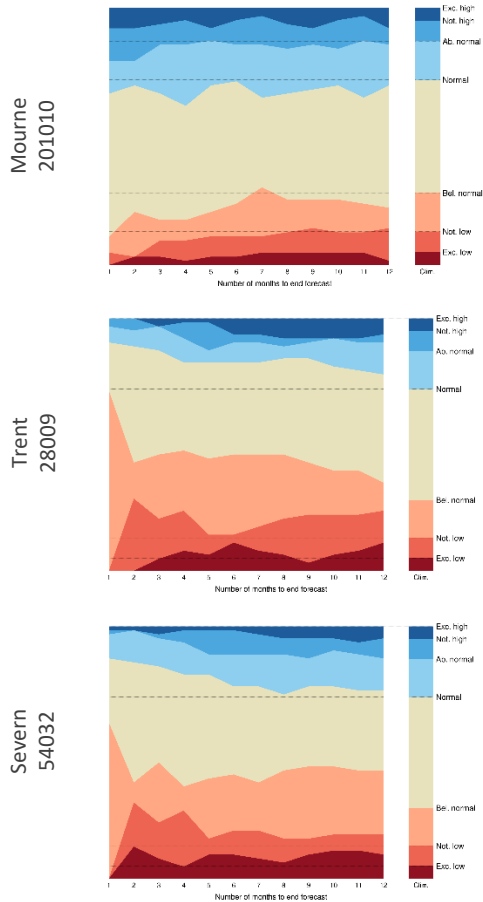 Mourne
201010
Exc. high
Not. high
Ab. normal
Normal
Bel. normal
Not. low
Exc. low
1 2 3 4 5 6 7 8 9 10 11 12 Clim.
Number of months to end forecast
Trent
28009
Exc. high
Not. high
Ab. normal
Normal
Bel. normal
Not. low
Exc. low
1 2 3 4 5 6 7 8 9 10 11 12 Clim.
Number of months to end forecast
Severn
54032
Exc. high
Not. high
Ab. normal
Normal
Bel. normal
Not. low
Exc. low
1 2 3 4 5 6 7 8 9 10 11 12 Clim.
Number of months to end forecast